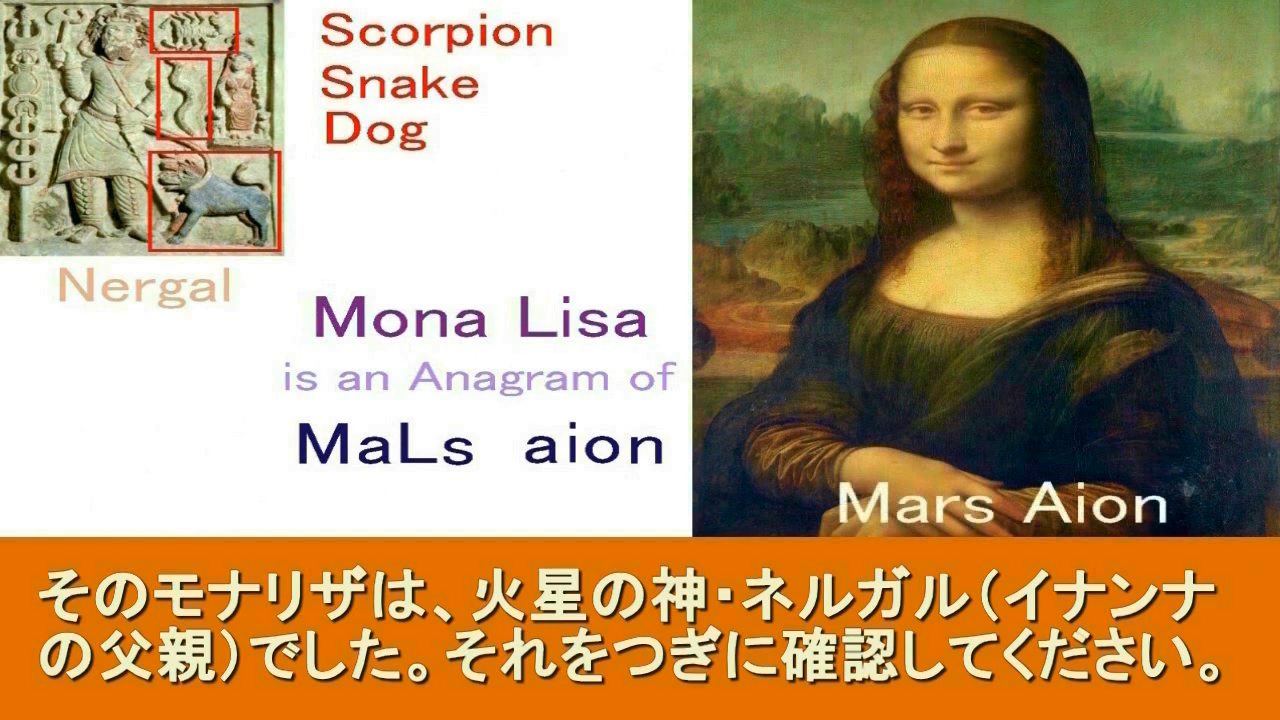 Scorpion
Snake
Dog
Nergal
Mona Lisa
is an Anagram of
MaLs aion
Mars Aion
そのモナリザは、火星の神・ネルガル（イナンナ
の父親）でした。それをつぎに確認してください。